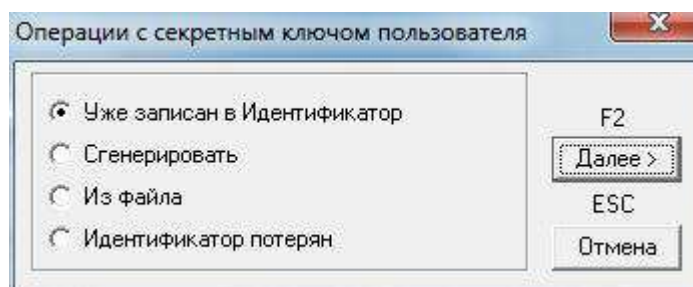 Операции с секретным ключом пользователя
Уже записан в Идентификатор
Сгенерировать
Из файла
Идентификатор потерян
F2
Далее >
ESC
Отмена